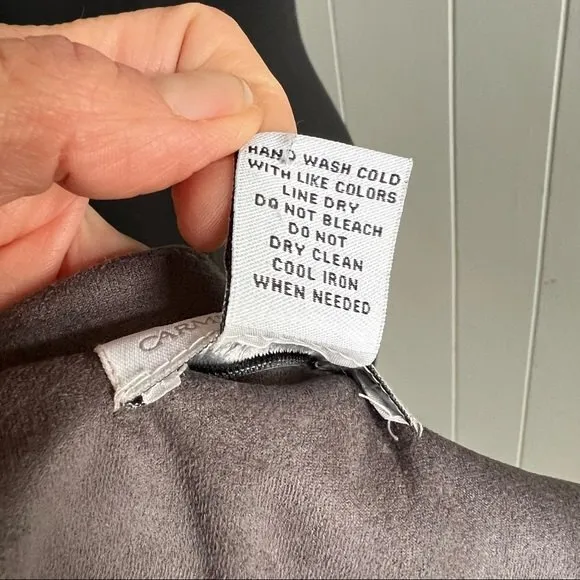 HAND WASH COLD
WITH LIKE COLORS
LINE DRY
DO NOT BLEACH
DO NOT
DRY CLEAN
COOL IRON
WHEN NEEDED